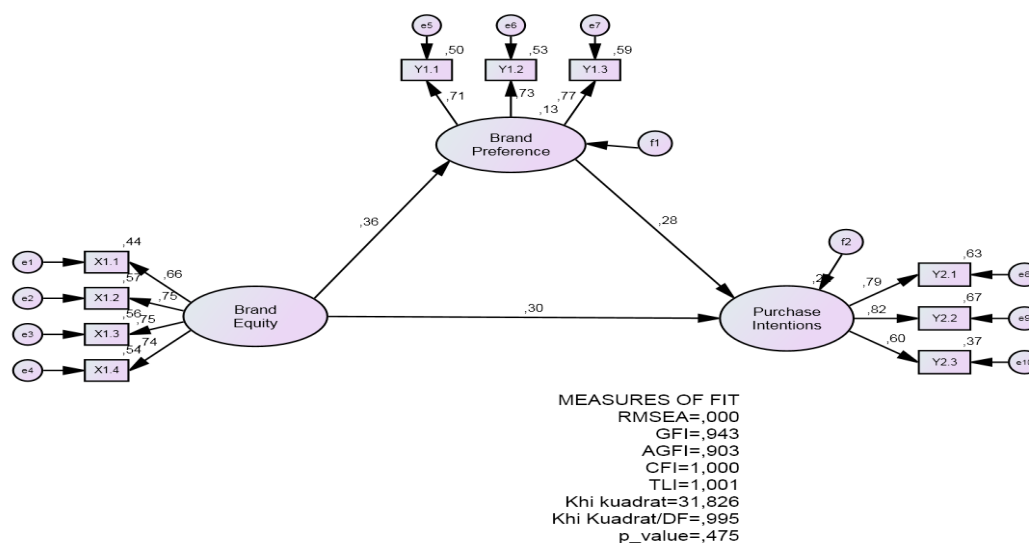 e5
e6
e7
,50
,53
,59
Y1.1
Y1.2
Y1.3
,71
,73
,77
,13
Brand
Preference
f1
,36
,28
f2
,44
e1
X1.1
,66
,57
e2
X1.2
,75
,56
e3
X1.3
,75
,54
e4
X1.4
,74
Brand
Equity
,30
Purchase
Intentions
,63
,79
Y2.1
e8
,67
,82
Y2.2
e9
,37
,60
Y2.3
e10
MEASURES OF FIT
RMSEA=,000
GFI=,943
AGFI=,903
CFI=1,000
TLI=1,001
Khi kuadrat=31,826
Khi Kuadrat/DF=,995
p_value=,475